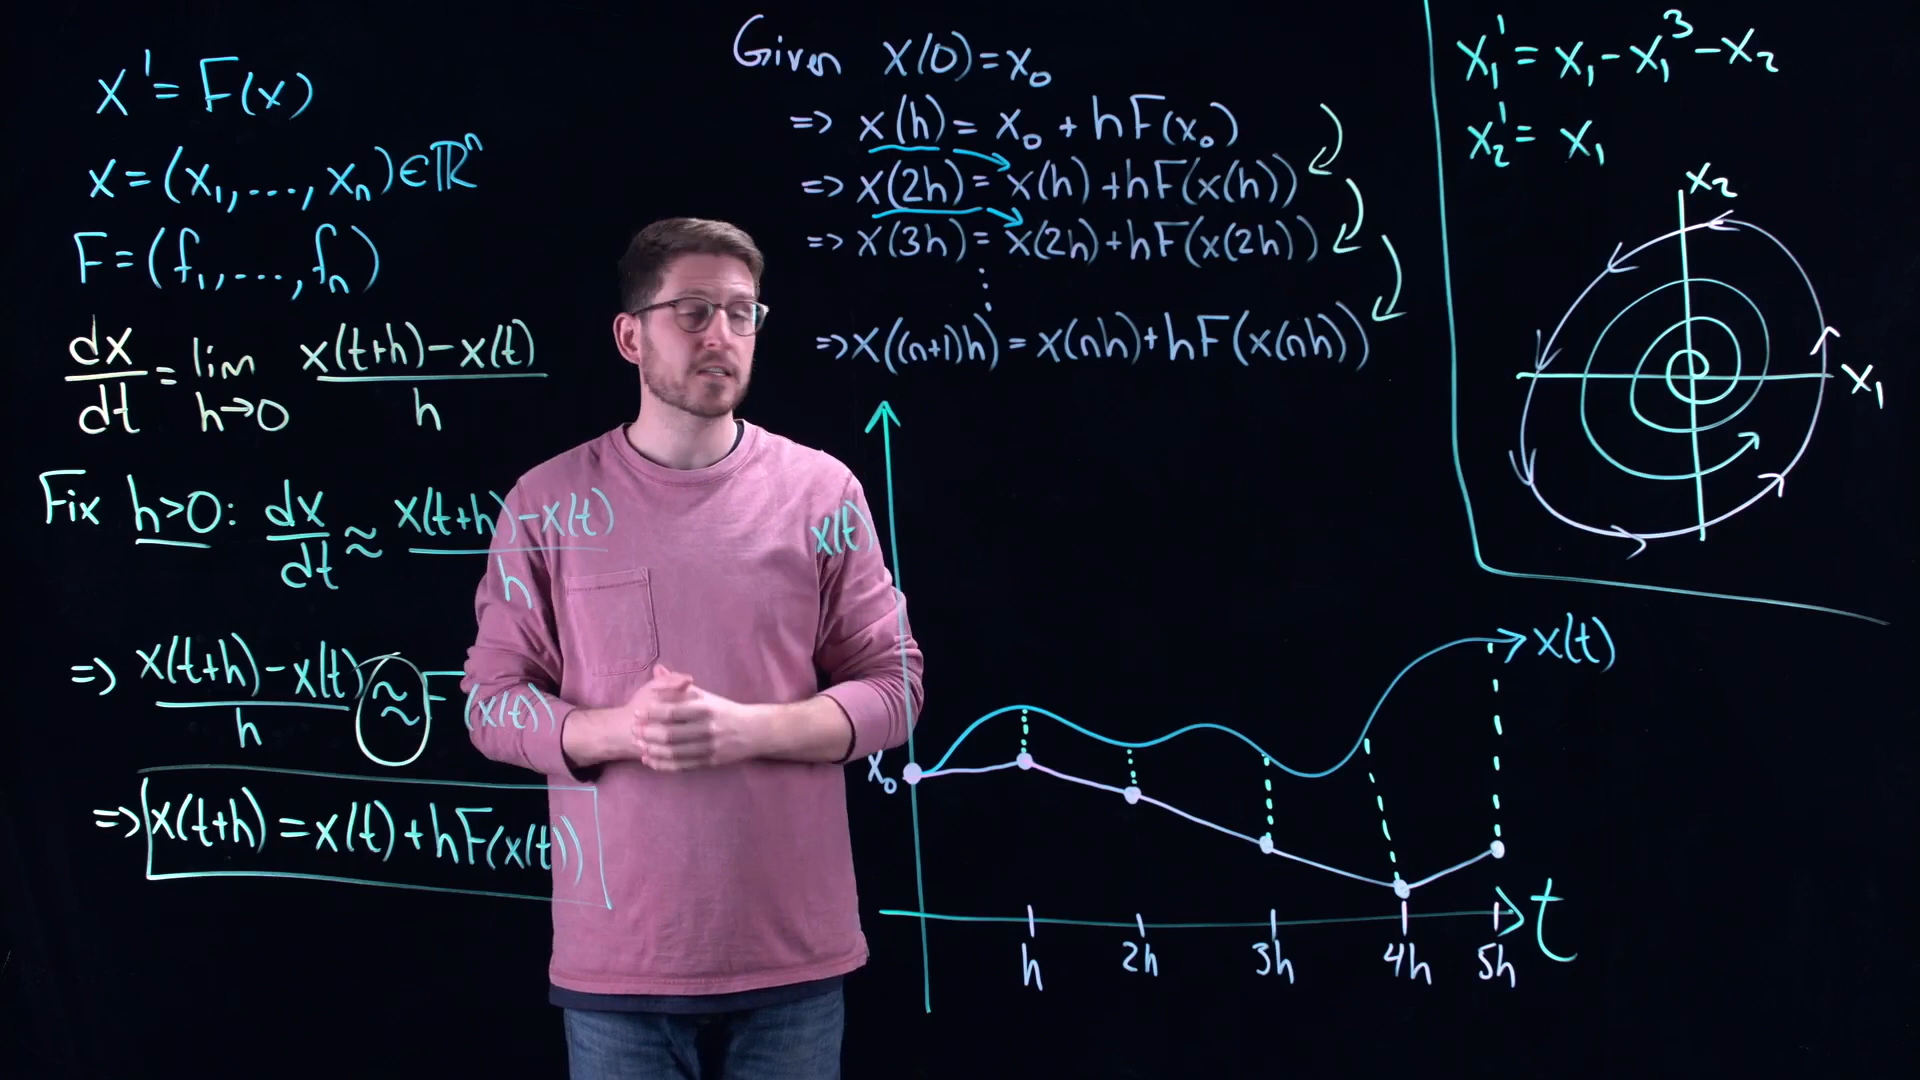 x' = F(x)
x = (x₁, ..., xₙ) ∈ ℝⁿ
F = (f₁, ..., fₙ)
dx/dt = lim h→0 x(t+h) - x(t) / h
Fix h>0: dx/dt ≈ x(t+h) - x(t) / h
=> x(t+h) - x(t) / h ≈ F(x(t))
=> x(t+h) = x(t) + hF(x(t))
Given x(0) = x₀
=> x(h) = x₀ + hF(x₀)
=> x(2h) = x(h) + hF(x(h))
=> x(3h) = x(2h) + hF(x(2h))
⋮
=> x((n+1)h) = x(nh) + hF(x(nh))
x(t)
x(t)
x₀
h 2h 3h 4h 5h
t
x₁' = x₁ - x₁³ - x₂
x₂' = x₁
x₂
x₁